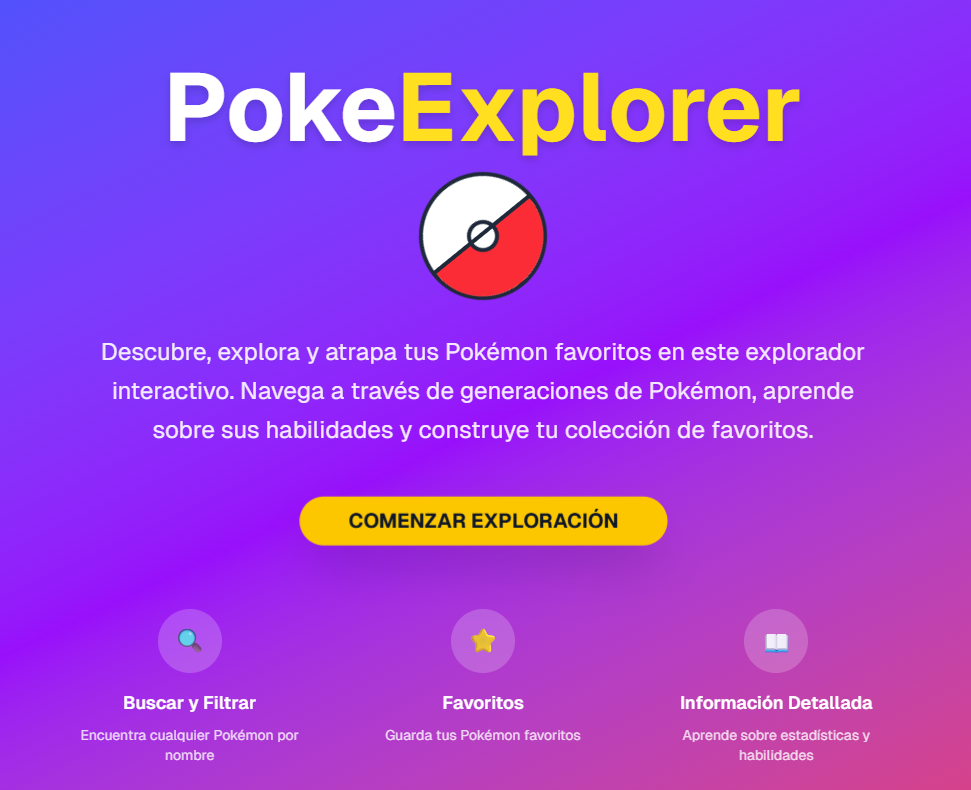 PokeExplorer
Descubre, explora y atrapa tus Pokémon favoritos en este explorador
interactivo. Navega a través de generaciones de Pokémon, aprende
sobre sus habilidades y construye tu colección de favoritos.
COMENZAR EXPLORACIÓN
Buscar y Filtrar
Encuentra cualquier Pokémon por
nombre
Favoritos
Guarda tus Pokémon favoritos
Información Detallada
Aprende sobre estadísticas y
habilidades